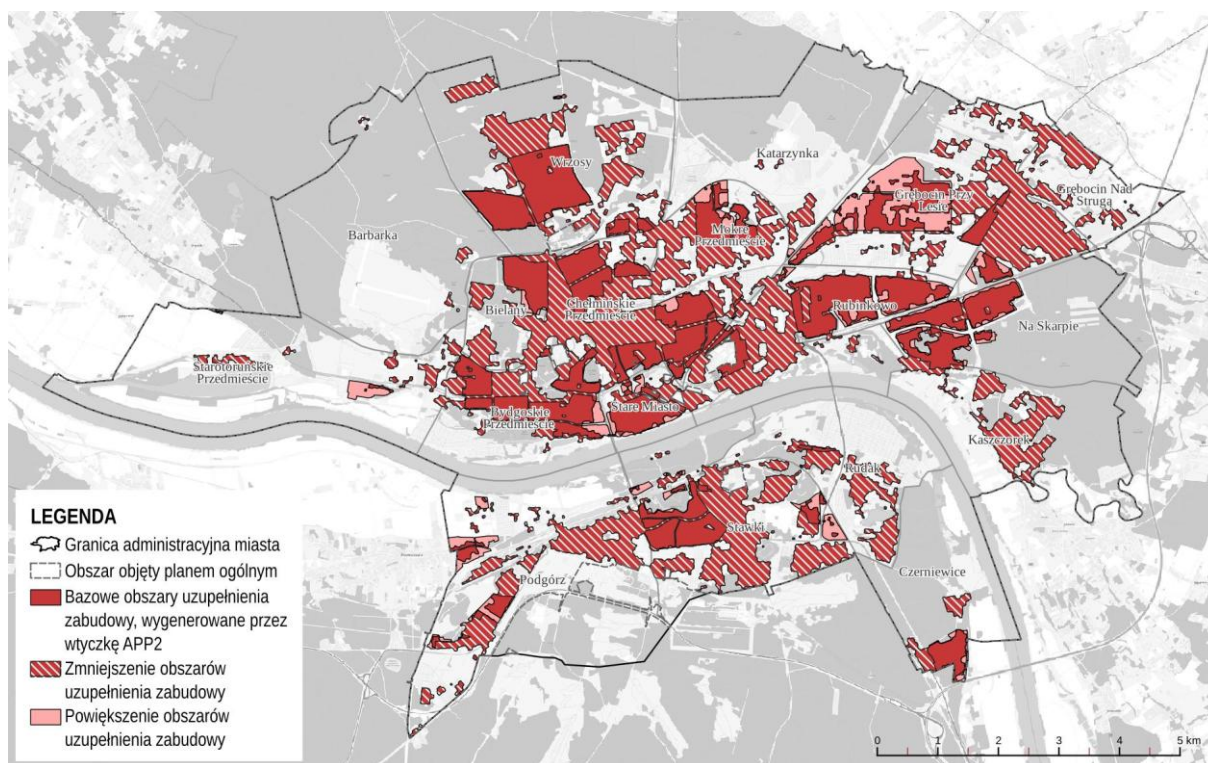 Wrzosy
Katarzynka
Grębocin Przy
Lesie
Grębocin Nad
Strugą
Barbarka
Mokre
Przedmieście
Bielany
Chełmińskie
Przedmieście
Rubinkowo
Na Skarpie
Starotoruńskie
Przedmieście
Bydgoskie
Przedmieście
Stare Miasto
Kaszczorek
Rudak
Stawki
Podgórz
Czerniewice
LEGENDA
Granica administracyjna miasta
Obszar objęty planem ogólnym
Bazowe obszary uzupełnienia
zabudowy, wygenerowane przez
wtyczkę APP2
Zmniejszenie obszarów
uzupełnienia zabudowy
Powiększenie obszarów
uzupełnienia zabudowy
0 1 2 3 4 5 km